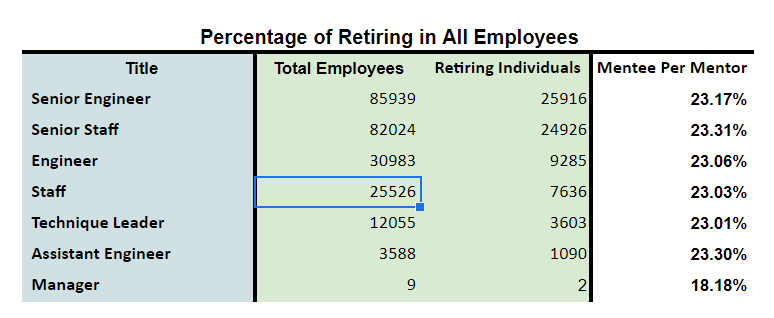 Percentage of Retiring in All Employees
Title Total Employees Retiring Individuals Mentee Per Mentor
Senior Engineer 85939 25916 23.17%
Senior Staff 82024 24926 23.31%
Engineer 30983 9285 23.06%
Staff 25526 7636 23.03%
Technique Leader 12055 3603 23.01%
Assistant Engineer 3588 1090 23.30%
Manager 9 2 18.18%